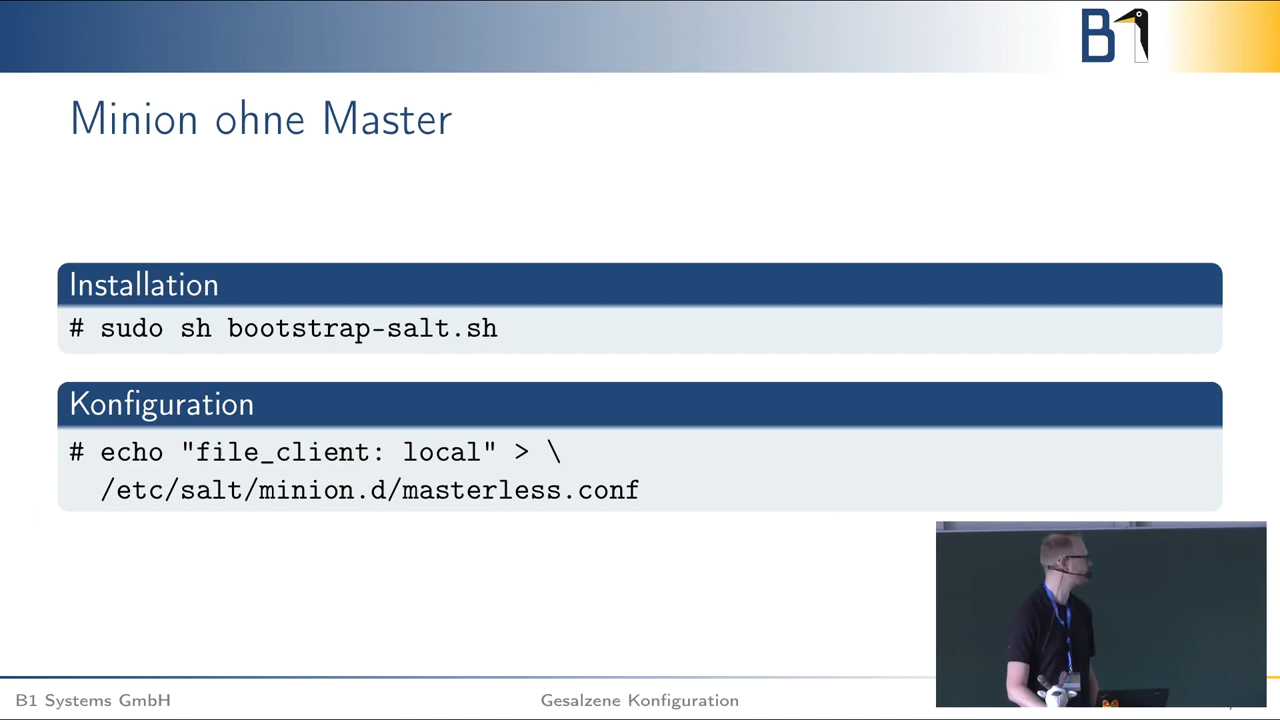 B1
Minion ohne Master
Installation
# sudo sh bootstrap-salt.sh
Konfiguration
# echo "file_client: local" > \
/etc/salt/minion.d/masterless.conf
B1 Systems GmbH
Gesalzene Konfiguration